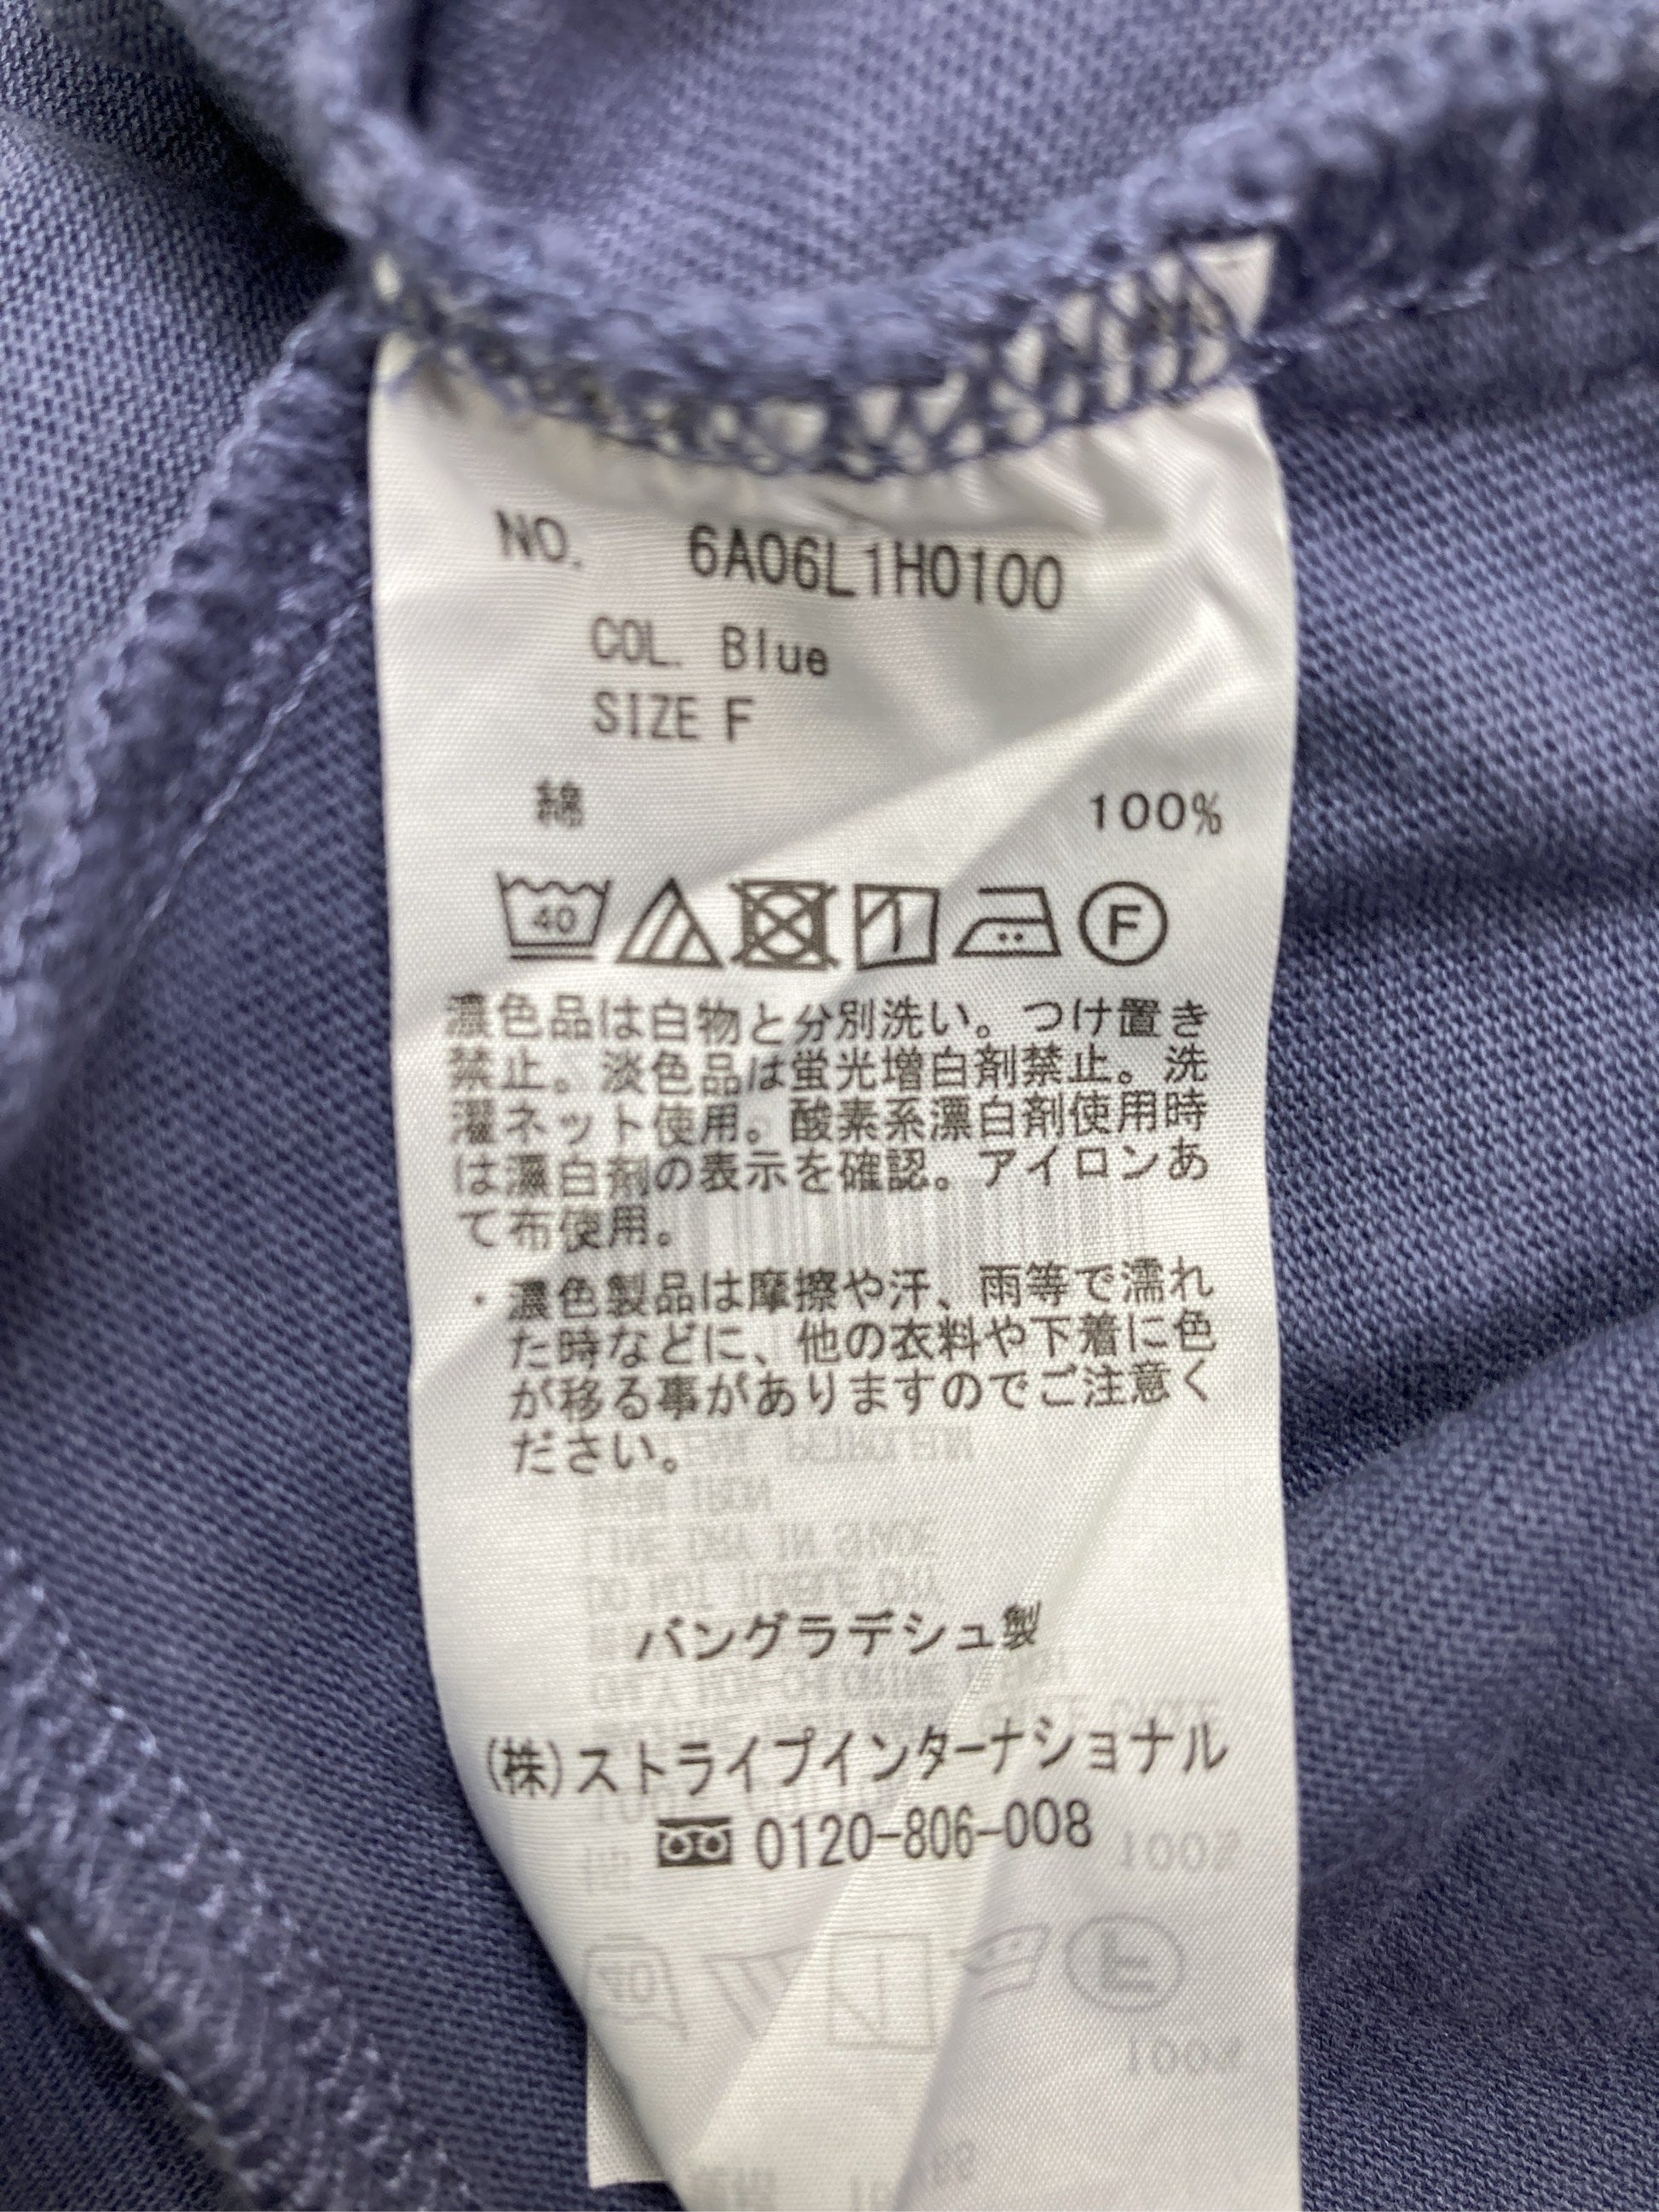 NO. 6A06L1H0100
COL. Blue
SIZE F
綿 100%
40 F
濃色品は白物と分別洗い。つけ置き
禁止。淡色品は蛍光増白剤禁止。洗
濯ネット使用。酸素系漂白剤使用時
は漂白剤の表示を確認。アイロンあ
て布使用。
・濃色製品は摩擦や汗、雨等で濡れ
た時などに、他の衣料や下着に色
が移る事がありますのでご注意く
ださい。
バングラデシュ製
(株)ストライプインターナショナル
0120-806-008